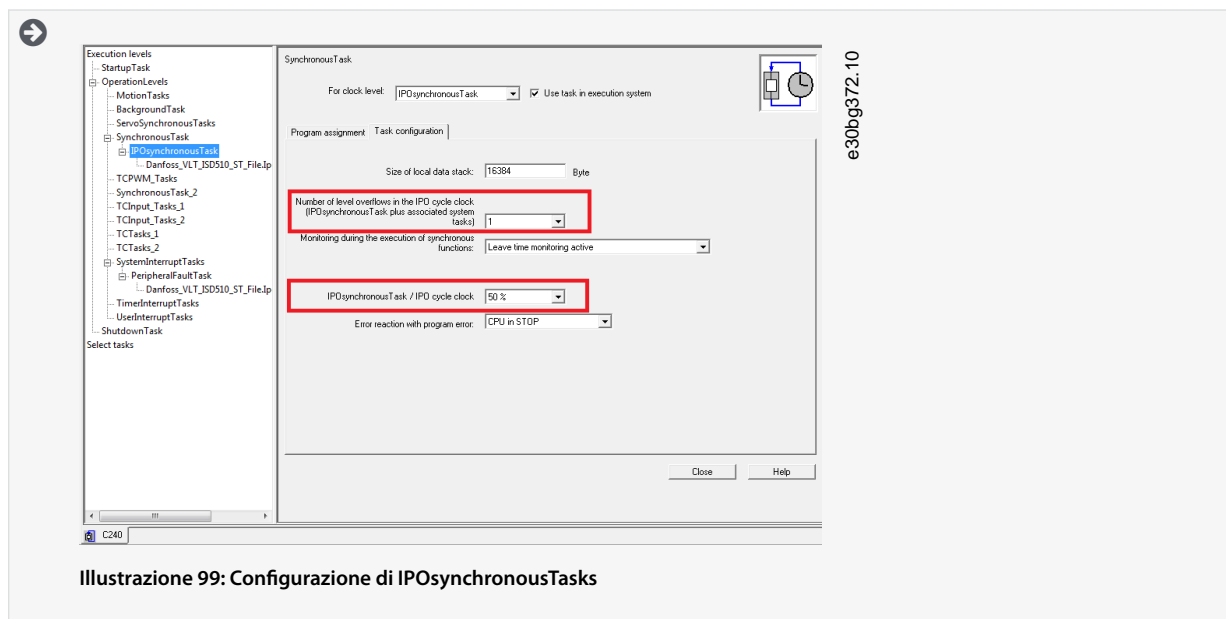 Execution levels
StartupTask
OperationLevels
MotionTasks
BackgroundTask
ServoSynchronousTasks
SynchronousTask
IPOsynchronousTask
Danfoss_VLT_ISD510_ST_File.Ip
TCPWM_Tasks
SynchronousTask_2
TCInput_Tasks_1
TCInput_Tasks_2
TCTasks_1
TCTasks_2
SystemInterruptTasks
PeripheralFaultTask
Danfoss_VLT_ISD510_ST_File.Ip
TimerInterruptTasks
UserInterruptTasks
ShutdownTask
Select tasks
C240
SynchronousTask
For clock level: IPOsynchronousTask Use task in execution system
Program assignment Task configuration
Size of local data stack: 16384 Byte
Number of level overflows in the IPO cycle clock
(IPOsynchronousTask plus associated system
tasks) 1
Monitoring during the execution of synchronous
functions: Leave time monitoring active
IPOsynchronousTask / IPO cycle clock 50 %
Error reaction with program error: CPU in STOP
Close Help
e30bg372.10
Illustrazione 99: Configurazione di IPOsynchronousTasks